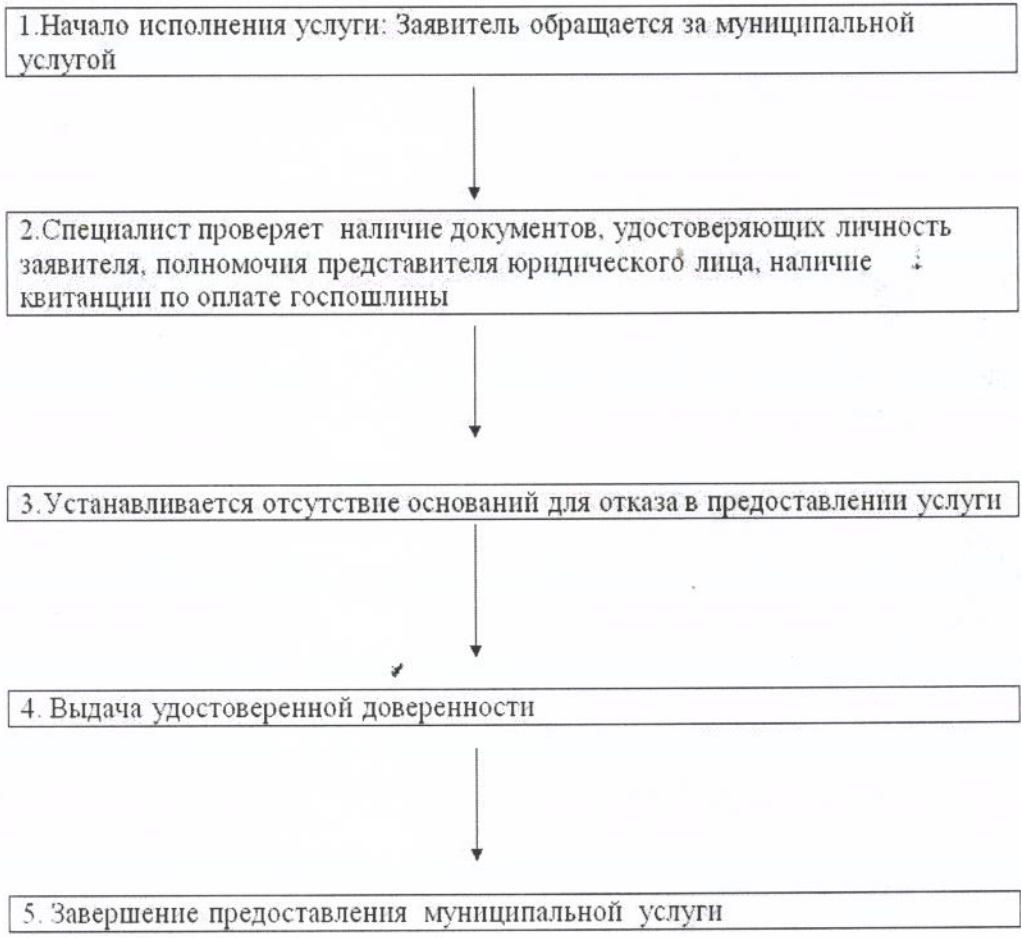 1.Начало исполнения услуги: Заявитель обращается за муниципальной
услугой
2.Специалист проверяет наличие документов, удостоверяющих личность
заявителя, полномочия представителя юридического лица, наличие
квитанции по оплате госпошлины
3.Устанавливается отсутствие оснований для отказа в предоставлении услуги
4. Выдача удостоверенной доверенности
5. Завершение предоставления муниципальной услуги